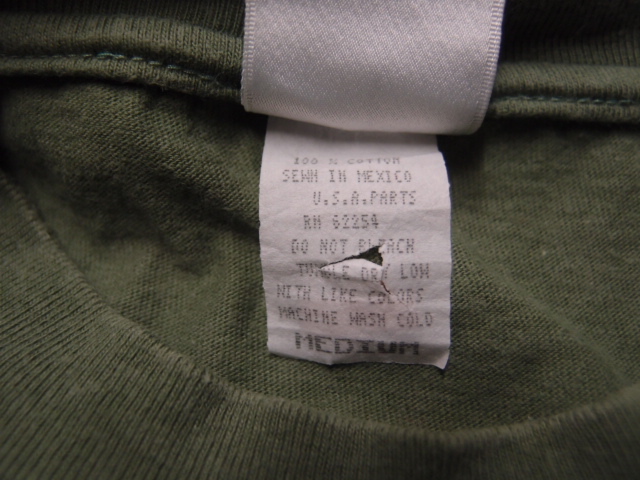 100 % COTTON
SEWN IN MEXICO
U.S.A.PARTS
RN 62254
DO NOT BLEACH
TUMBLE DRY LOW
WITH LIKE COLORS
MACHINE WASH COLD
MEDIUM